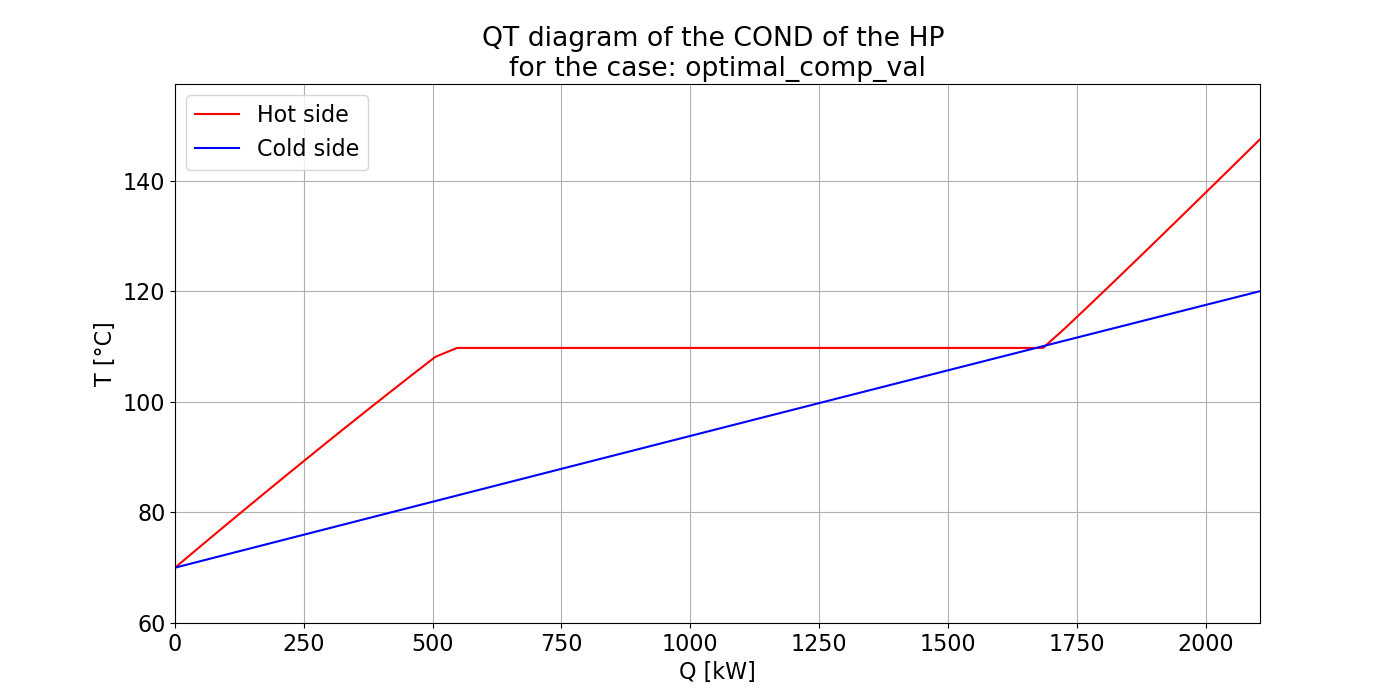 QT diagram of the COND of the HP
for the case: optimal_comp_val
Hot side
Cold side
T [°C]
140
120
100
80
60
0 250 500 750 1000 1250 1500 1750 2000
Q [kW]